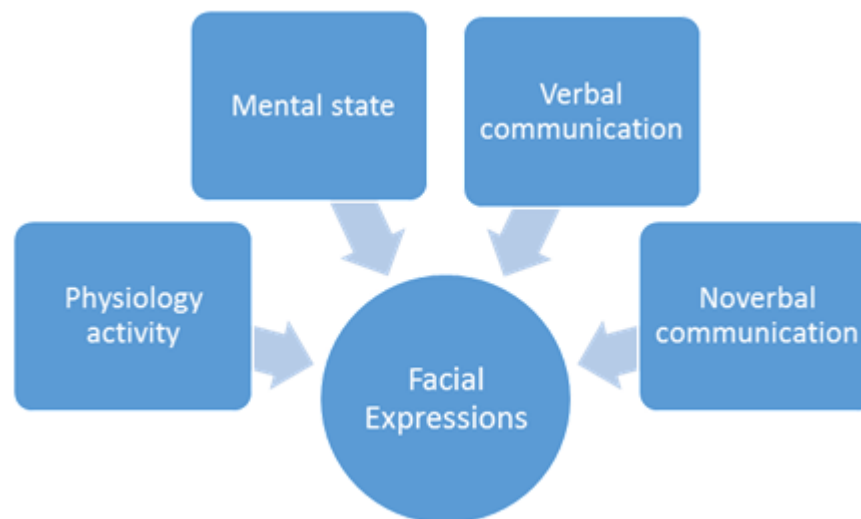 Mental state
Verbal
communication
Physiology
activity
Noverbal
communication
Facial
Expressions